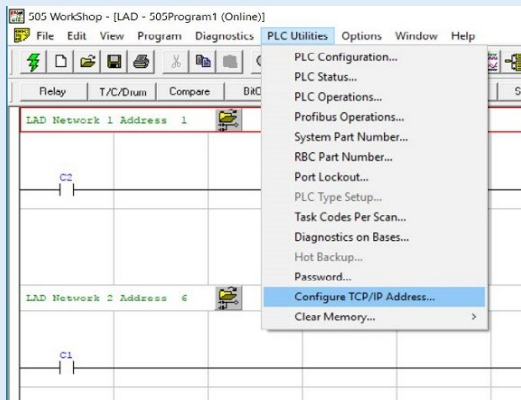 505 WorkShop - [LAD - 505Program1 (Online)]
File Edit View Program Diagnostics PLC Utilities Options Window Help
Relay T/C/Drum Compare
LAD Network 1 Address 1
C2
LAD Network 2 Address 6
C1
PLC Configuration...
PLC Status...
PLC Operations...
Profibus Operations...
System Part Number...
RBC Part Number...
Port Lockout...
PLC Type Setup...
Task Codes Per Scan...
Diagnostics on Bases...
Hot Backup...
Password...
Configure TCP/IP Address...
Clear Memory...